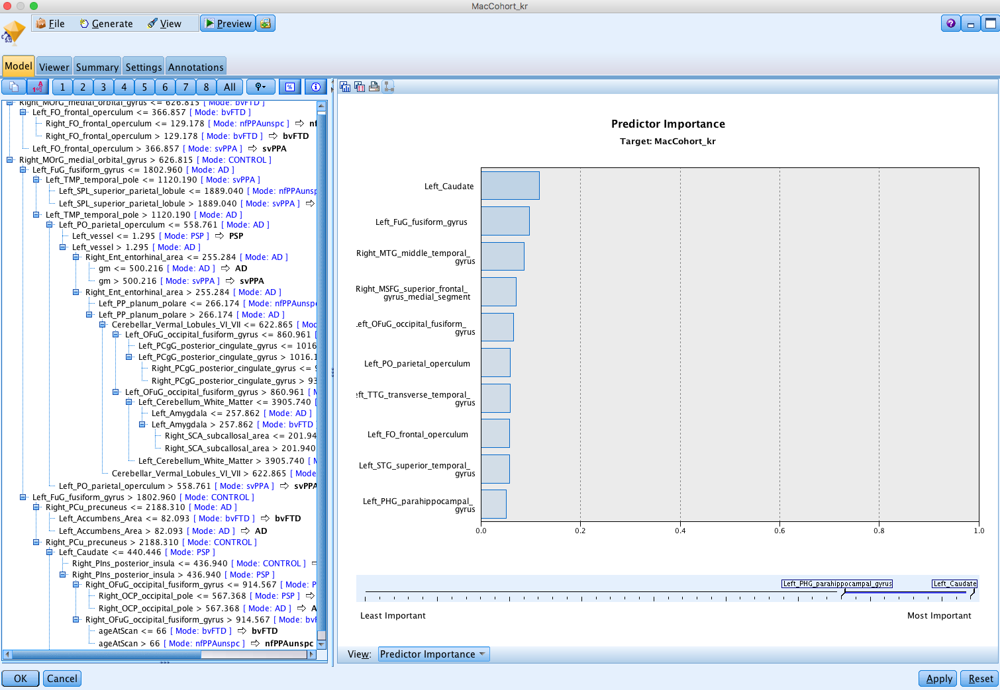 MacCohort_kr
File Generate View Preview
C 5.0
Model Viewer Summary Settings Annotations
1 2 3 4 5 6 7 8 All
Right_MOrG_medial_orbital_gyrus <= 626.815 [ Mode: bvFTD ]
Left_FO_frontal_operculum <= 366.857 [ Mode: bvFTD ]
Right_FO_frontal_operculum <= 129.178 [ Mode: nfPPAunspc ] ⇨ nf
Right_FO_frontal_operculum > 129.178 [ Mode: bvFTD ] ⇨ bvFTD
Left_FO_frontal_operculum > 366.857 [ Mode: svPPA ] ⇨ svPPA
Right_MOrG_medial_orbital_gyrus > 626.815 [ Mode: CONTROL ]
Left_FuG_fusiform_gyrus <= 1802.960 [ Mode: AD ]
Left_TMP_temporal_pole <= 1120.190 [ Mode: svPPA ]
Left_SPL_superior_parietal_lobule <= 1889.040 [ Mode: nfPPAunsp
Left_SPL_superior_parietal_lobule > 1889.040 [ Mode: svPPA ] ⇨
Left_TMP_temporal_pole > 1120.190 [ Mode: AD ]
Left_PO_parietal_operculum <= 558.761 [ Mode: AD ]
Left_vessel <= 1.295 [ Mode: PSP ] ⇨ PSP
Left_vessel > 1.295 [ Mode: AD ]
Right_Ent_entorhinal_area <= 255.284 [ Mode: AD ]
gm <= 500.216 [ Mode: AD ] ⇨ AD
gm > 500.216 [ Mode: svPPA ] ⇨ svPPA
Right_Ent_entorhinal_area > 255.284 [ Mode: AD ]
Left_PP_planum_polare <= 266.174 [ Mode: nfPPAunsp
Left_PP_planum_polare > 266.174 [ Mode: AD ]
Cerebellar_Vermal_Lobules_VI_VII <= 622.865 [ Mod
Left_OFuG_occipital_fusiform_gyrus <= 860.961 [
Left_PCgG_posterior_cingulate_gyrus <= 1016
Left_PCgG_posterior_cingulate_gyrus > 1016.1
Right_PCgG_posterior_cingulate_gyrus <= 9
Right_PCgG_posterior_cingulate_gyrus > 93
Left_OFuG_occipital_fusiform_gyrus > 860.961 [ M
Left_Cerebellum_White_Matter <= 3905.740 [
Left_Amygdala <= 257.862 [ Mode: AD ]
Left_Amygdala > 257.862 [ Mode: bvFTD
Right_SCA_subcallosal_area <= 201.94
Right_SCA_subcallosal_area > 201.940
Left_Cerebellum_White_Matter > 3905.740 [ M
Cerebellar_Vermal_Lobules_VI_VII > 622.865 [ Mode
Left_PO_parietal_operculum > 558.761 [ Mode: svPPA ] ⇨ svPPA
Left_FuG_fusiform_gyrus > 1802.960 [ Mode: CONTROL ]
Right_PCu_precuneus <= 2188.310 [ Mode: AD ]
Left_Accumbens_Area <= 82.093 [ Mode: bvFTD ] ⇨ bvFTD
Left_Accumbens_Area > 82.093 [ Mode: AD ] ⇨ AD
Right_PCu_precuneus > 2188.310 [ Mode: CONTROL ]
Left_Caudate <= 440.446 [ Mode: PSP ]
Right_PIns_posterior_insula <= 436.940 [ Mode: CONTROL ] ⇨
Right_PIns_posterior_insula > 436.940 [ Mode: PSP ]
Right_OFuG_occipital_fusiform_gyrus <= 914.567 [ Mode: P
Right_OCP_occipital_pole <= 567.368 [ Mode: PSP ] ⇨
Right_OCP_occipital_pole > 567.368 [ Mode: AD ] ⇨ A
Right_OFuG_occipital_fusiform_gyrus > 914.567 [ Mode: bvF
ageAtScan <= 66 [ Mode: bvFTD ] ⇨ bvFTD
ageAtScan > 66 [ Mode: nfPPAunspc ] ⇨ nfPPAunspc
Predictor Importance
Target: MacCohort_kr
Left_Caudate
Left_FuG_fusiform_gyrus
Right_MTG_middle_temporal_
gyrus
Right_MSFG_superior_frontal_
gyrus_medial_segment
Left_OFuG_occipital_fusiform_
gyrus
Left_PO_parietal_operculum
eft_TTG_transverse_temporal_
gyrus
Left_FO_frontal_operculum
Left_STG_superior_temporal_
gyrus
Left_PHG_parahippocampal_
gyrus
0.0 0.2 0.4 0.6 0.8 1.0
Left_PHG_parahippocampal_gyrus Left_Caudate
Least Important Most Important
View: Predictor Importance
OK Cancel Apply Reset